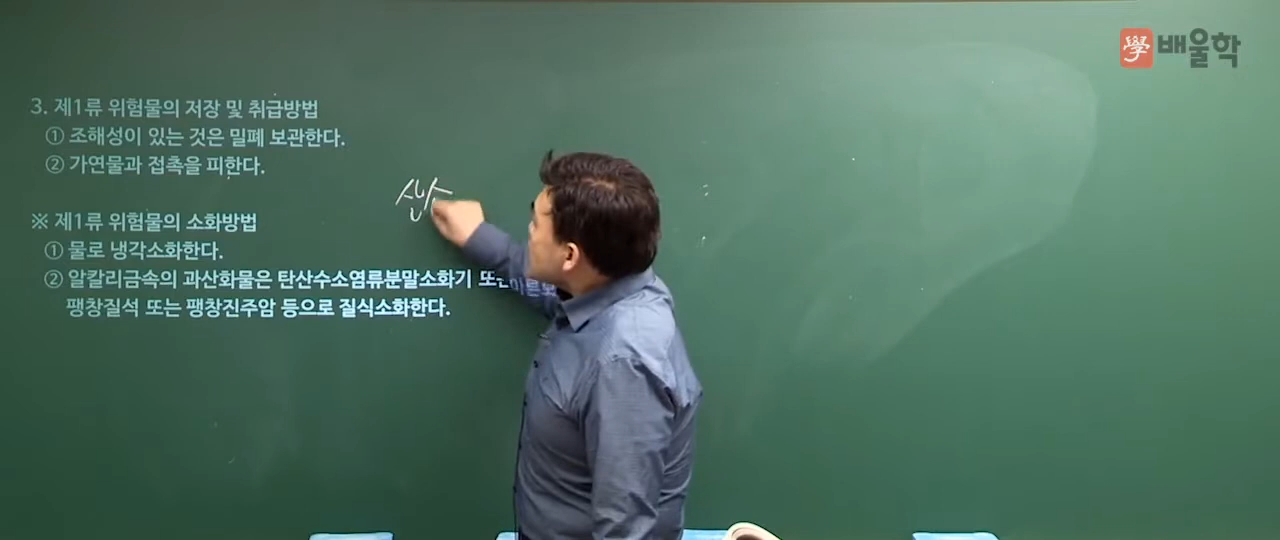 學 배울학
3. 제1류 위험물의 저장 및 취급방법
① 조해성이 있는 것은 밀폐 보관한다.
② 가연물과 접촉을 피한다.
※ 제1류 위험물의 소화방법
① 물로 냉각소화한다.
② 알칼리금속의 과산화물은 탄산수소염류분말소화기 또는 마른모
팽창질석 또는 팽창진주암 등으로 질식소화한다.